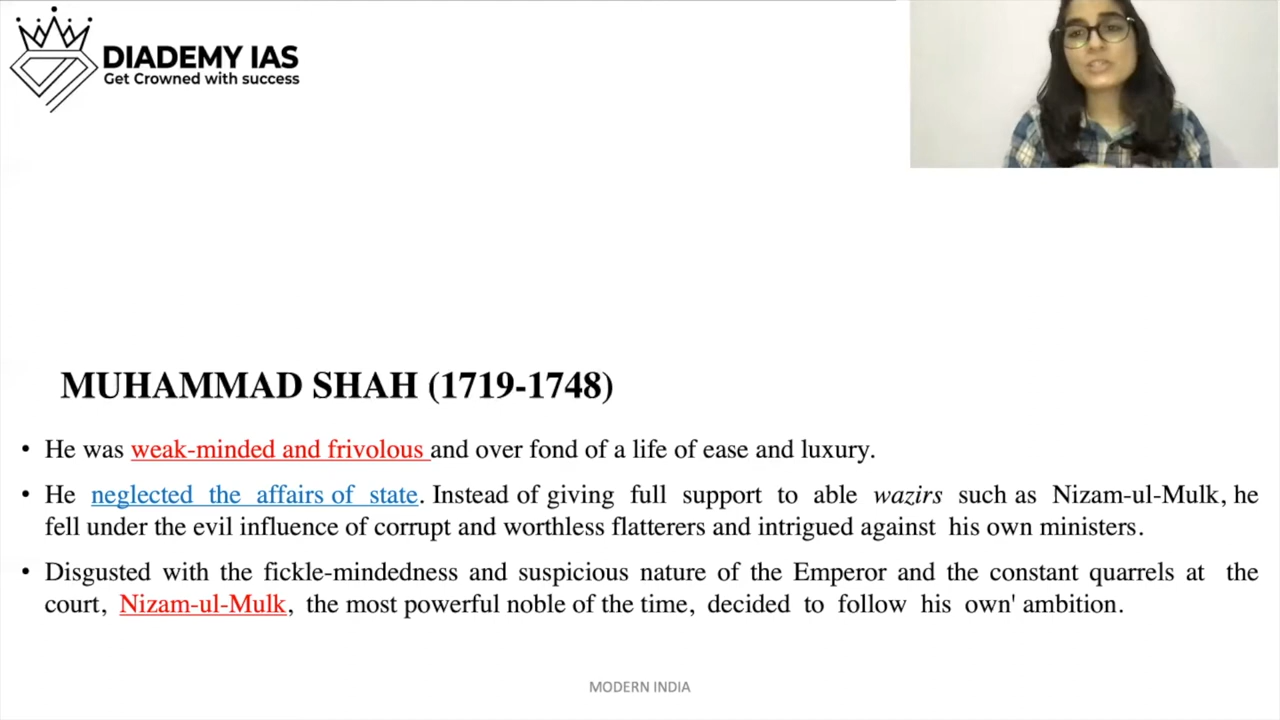 DIADEMY IAS
Get Crowned with success
MUHAMMAD SHAH (1719-1748)
• He was weak-minded and frivolous and over fond of a life of ease and luxury.
• He neglected the affairs of state. Instead of giving full support to able wazirs such as Nizam-ul-Mulk, he
fell under the evil influence of corrupt and worthless flatterers and intrigued against his own ministers.
• Disgusted with the fickle-mindedness and suspicious nature of the Emperor and the constant quarrels at the
court, Nizam-ul-Mulk, the most powerful noble of the time, decided to follow his own' ambition.
MODERN INDIA